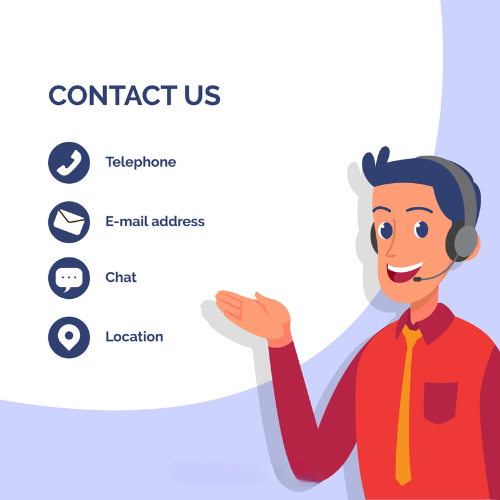 CONTACT US
Telephone
E-mail address
Chat
Location